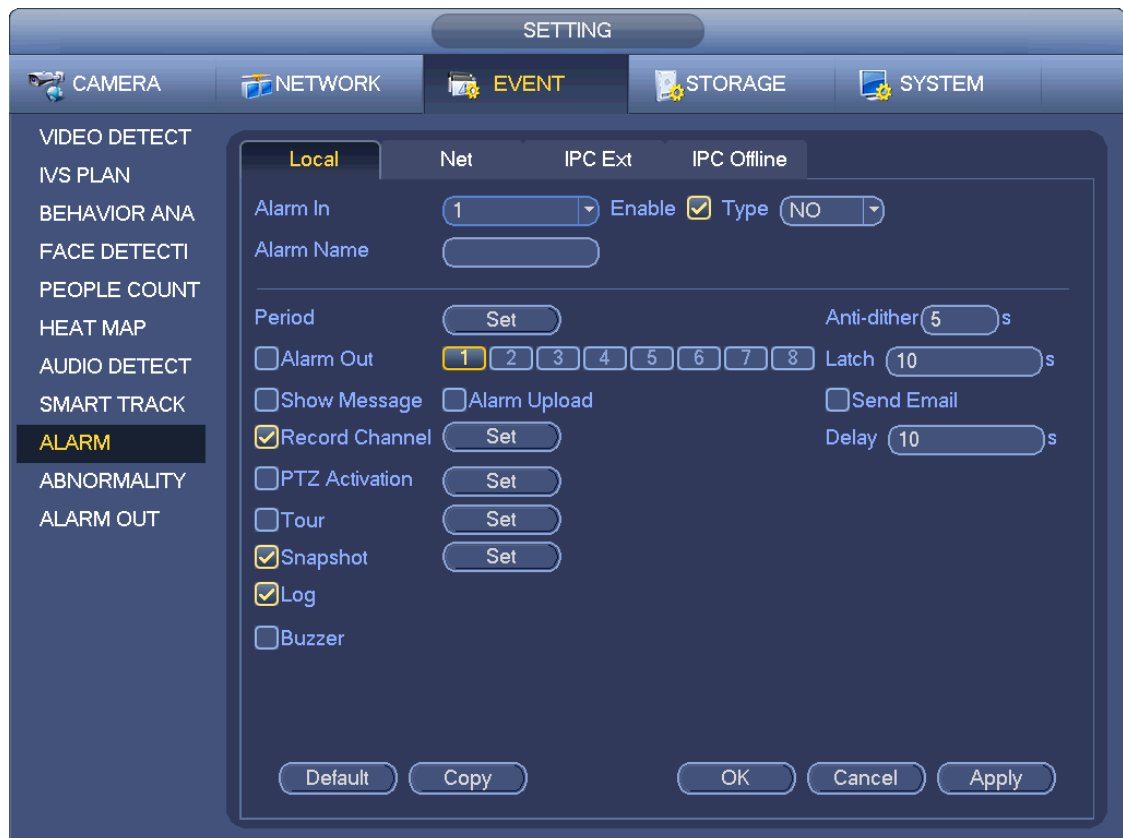 SETTING
CAMERA NETWORK EVENT STORAGE SYSTEM
VIDEO DETECT
IVS PLAN
BEHAVIOR ANA
FACE DETECTI
PEOPLE COUNT
HEAT MAP
AUDIO DETECT
SMART TRACK
ALARM
ABNORMALITY
ALARM OUT
Local Net IPC Ext IPC Offline
Alarm In 1 Enable Type NO
Alarm Name
Period Set Anti-dither 5 s
Alarm Out 1 2 3 4 5 6 7 8 Latch 10 s
Show Message Alarm Upload Send Email
Record Channel Set Delay 10 s
PTZ Activation Set
Tour Set
Snapshot Set
Log
Buzzer
Default Copy OK Cancel Apply